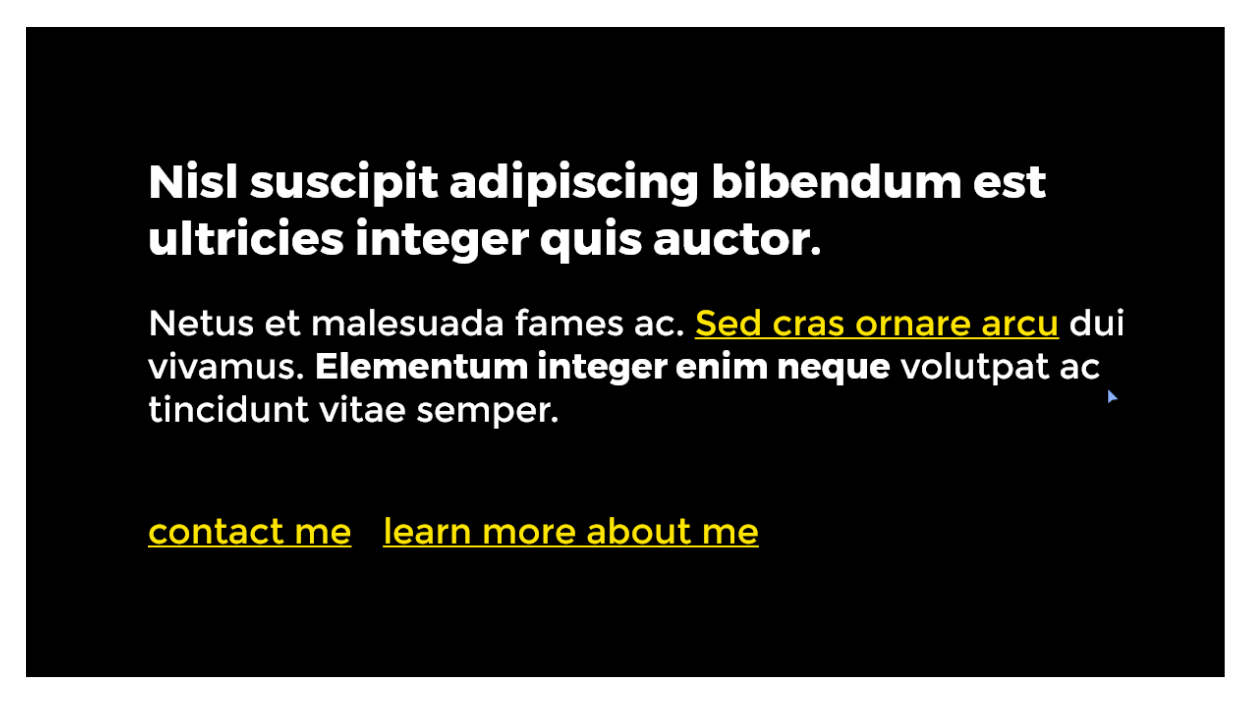 Nisl suscipit adipiscing bibendum est
ultricies integer quis auctor.
Netus et malesuada fames ac. Sed cras ornare arcu dui
vivamus. Elementum integer enim neque volutpat ac
tincidunt vitae semper.
contact me learn more about me